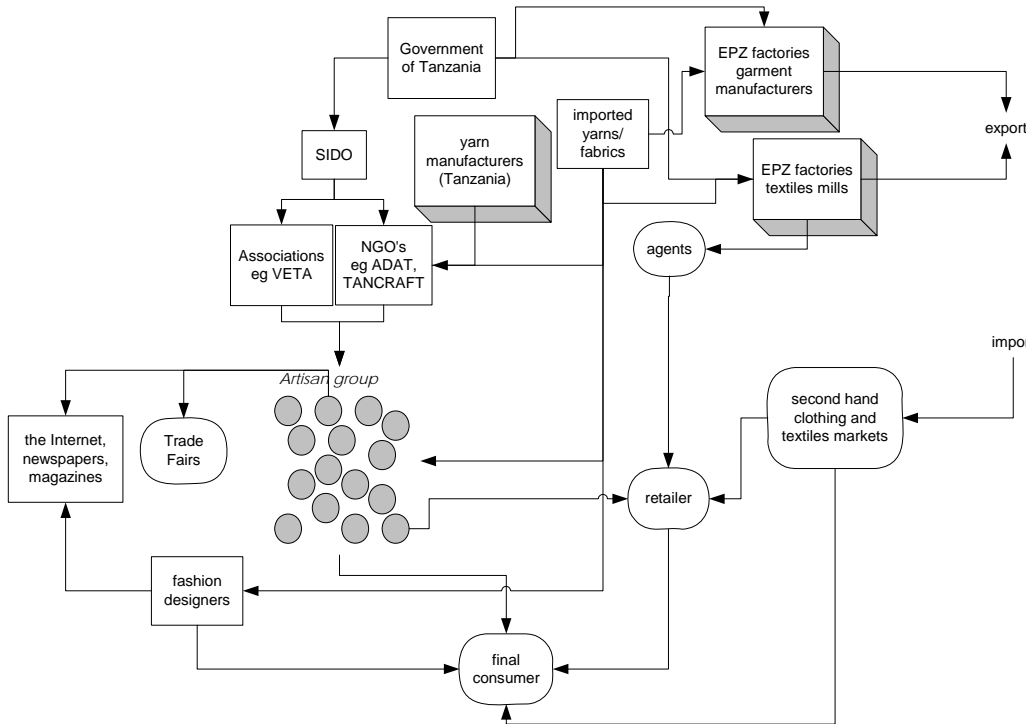 Government
of Tanzania
EPZ factories
garment
manufacturers
imported
yarns/
fabrics
export
SIDO
yarn
manufacturers
(Tanzania)
EPZ factories
textiles mills
Associations
eg VETA
NGO's
eg ADAT,
TANCRAFT
agents
impor
Artisan group
second hand
clothing and
textiles markets
the Internet,
newspapers,
magazines
Trade
Fairs
retailer
fashion
designers
final
consumer